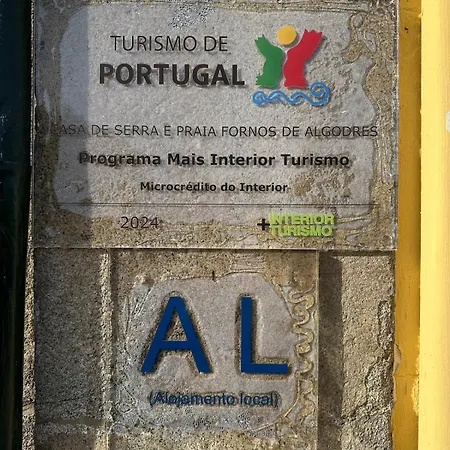 TURISMO DE
PORTUGAL
CASA DE SERRA E PRAIA FORNOS DE ALGODRES
Programa Mais Interior Turismo
Microcrédito do Interior
2024
+INTERIOR
TURISMO
AL
(Alojamento local)